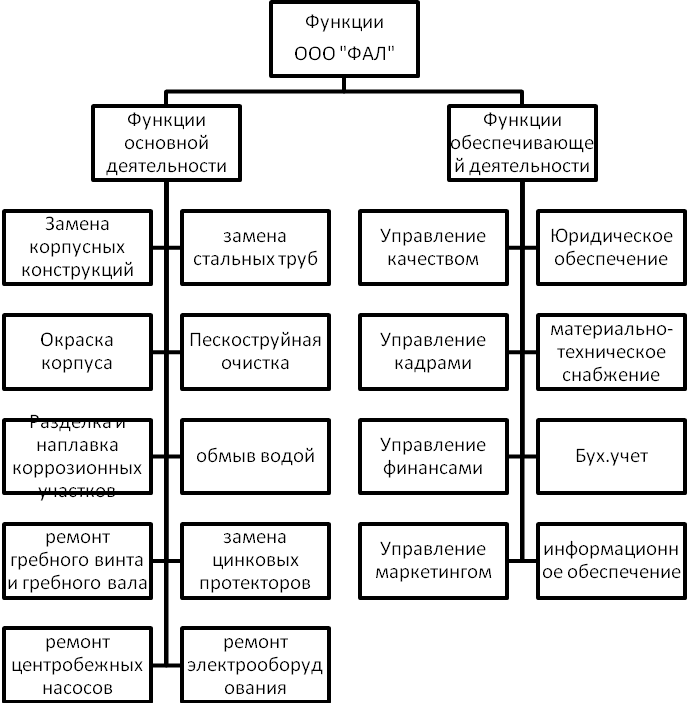 Функции
ООО "ФАЛ"
Функции
основной
деятельности
Функции
обеспечивающе
й деятельности
Замена
корпусных
конструкций
замена
стальных труб
Управление
качеством
Юридическое
обеспечение
Окраска
корпуса
Пескоструйная
очистка
Управление
кадрами
материально-
техническое
снабжение
Разделка и
наплавка
коррозионных
участков
обмыв водой
Управление
финансами
Бух.учет
ремонт
гребного винта
и гребного вала
замена
цинковых
протекторов
Управление
маркетингом
информационн
ое обеспечение
ремонт
центробежных
насосов
ремонт
электрооборуд
ования